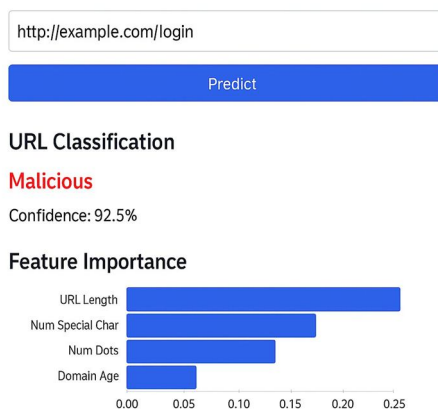 http://example.com/login
Predict
URL Classification
Malicious
Confidence: 92.5%
Feature Importance
URL Length
Num Special Char
Num Dots
Domain Age
0.00 0.05 0.10 0.15 0.20 0.25